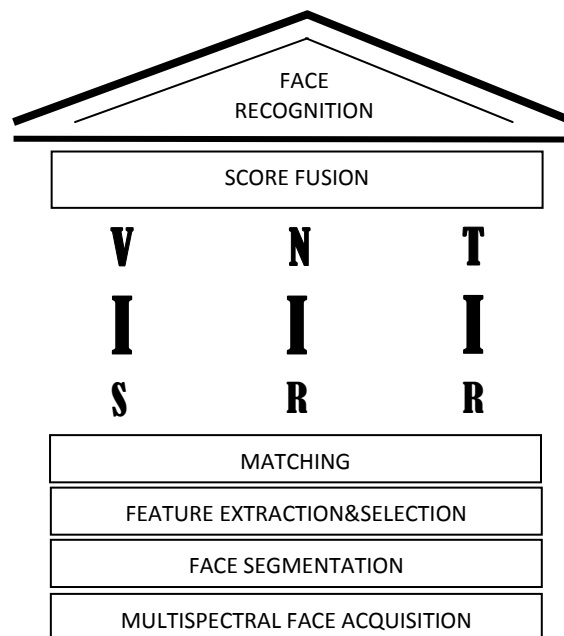 FACE
RECOGNITION
SCORE FUSION
V N T
I I I
S R R
MATCHING
FEATURE EXTRACTION&SELECTION
FACE SEGMENTATION
MULTISPECTRAL FACE ACQUISITION